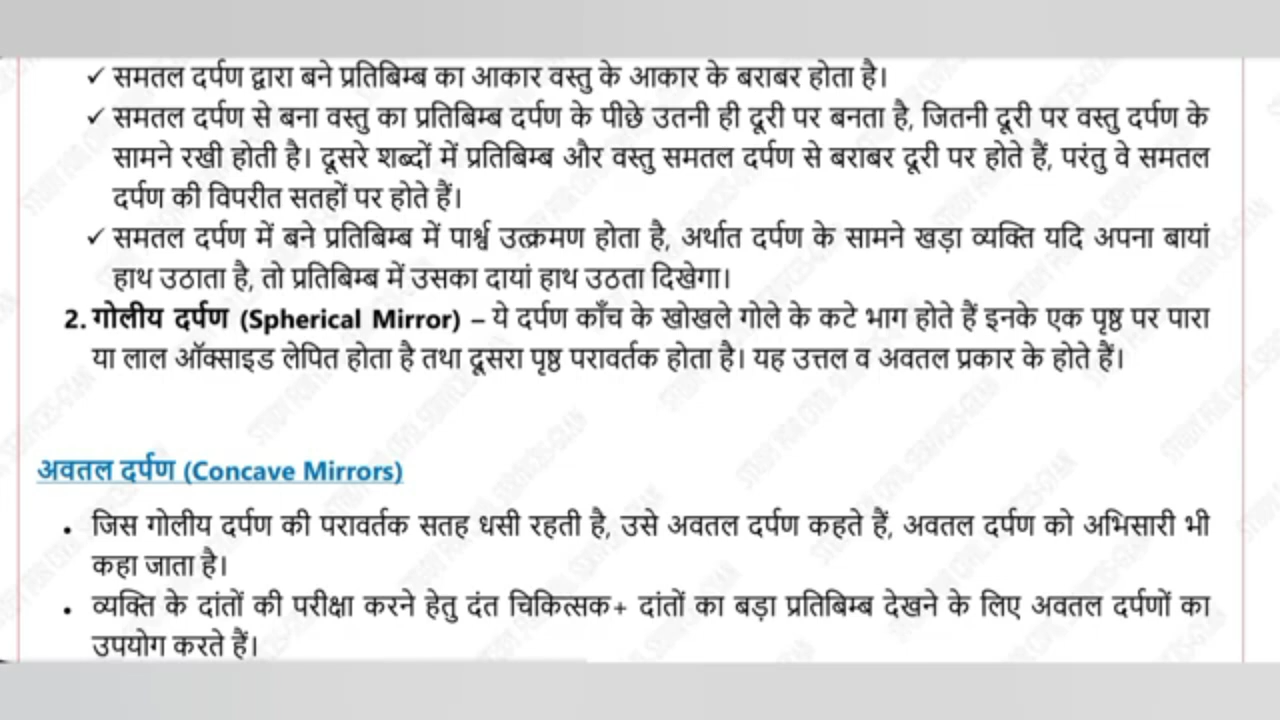 ✓ समतल दर्पण द्वारा बने प्रतिबिम्ब का आकार वस्तु के आकार के बराबर होता है।
✓ समतल दर्पण से बना वस्तु का प्रतिबिम्ब दर्पण के पीछे उतनी ही दूरी पर बनता है, जितनी दूरी पर वस्तु दर्पण के
सामने रखी होती है। दूसरे शब्दों में प्रतिबिम्ब और वस्तु समतल दर्पण से बराबर दूरी पर होते हैं, परंतु वे समतल
दर्पण की विपरीत सतहों पर होते हैं।
✓ समतल दर्पण में बने प्रतिबिम्ब में पार्श्व उत्क्रमण होता है, अर्थात दर्पण के सामने खड़ा व्यक्ति यदि अपना बायां
हाथ उठाता है, तो प्रतिबिम्ब में उसका दायां हाथ उठता दिखेगा।
2. गोलीय दर्पण (Spherical Mirror) – ये दर्पण काँच के खोखले गोले के कटे भाग होते हैं इनके एक पृष्ठ पर पारा
या लाल ऑक्साइड लेपित होता है तथा दूसरा पृष्ठ परावर्तक होता है। यह उत्तल व अवतल प्रकार के होते हैं।
अवतल दर्पण (Concave Mirrors)
• जिस गोलीय दर्पण की परावर्तक सतह धसी रहती है, उसे अवतल दर्पण कहते हैं, अवतल दर्पण को अभिसारी भी
कहा जाता है।
• व्यक्ति के दांतों की परीक्षा करने हेतु दंत चिकित्सक+ दांतों का बड़ा प्रतिबिम्ब देखने के लिए अवतल दर्पणों का
उपयोग करते हैं।